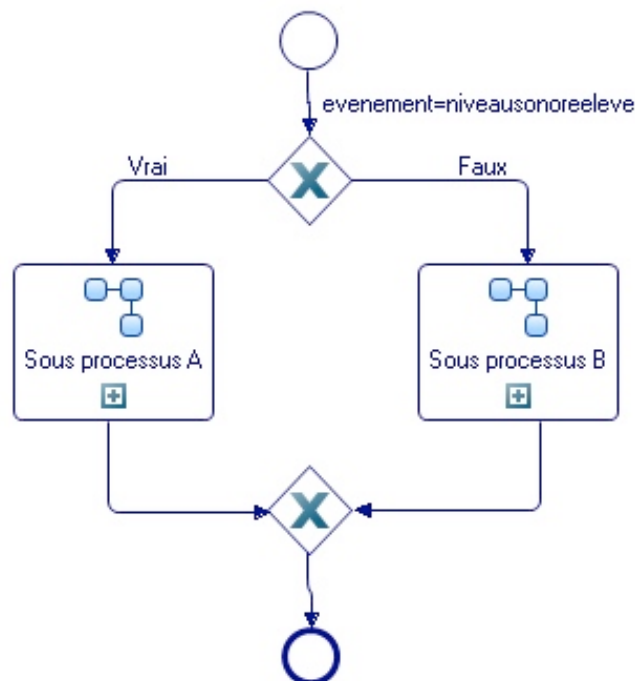 evenement=niveausonoreeleve
Vrai
Faux
Sous processus A
Sous processus B